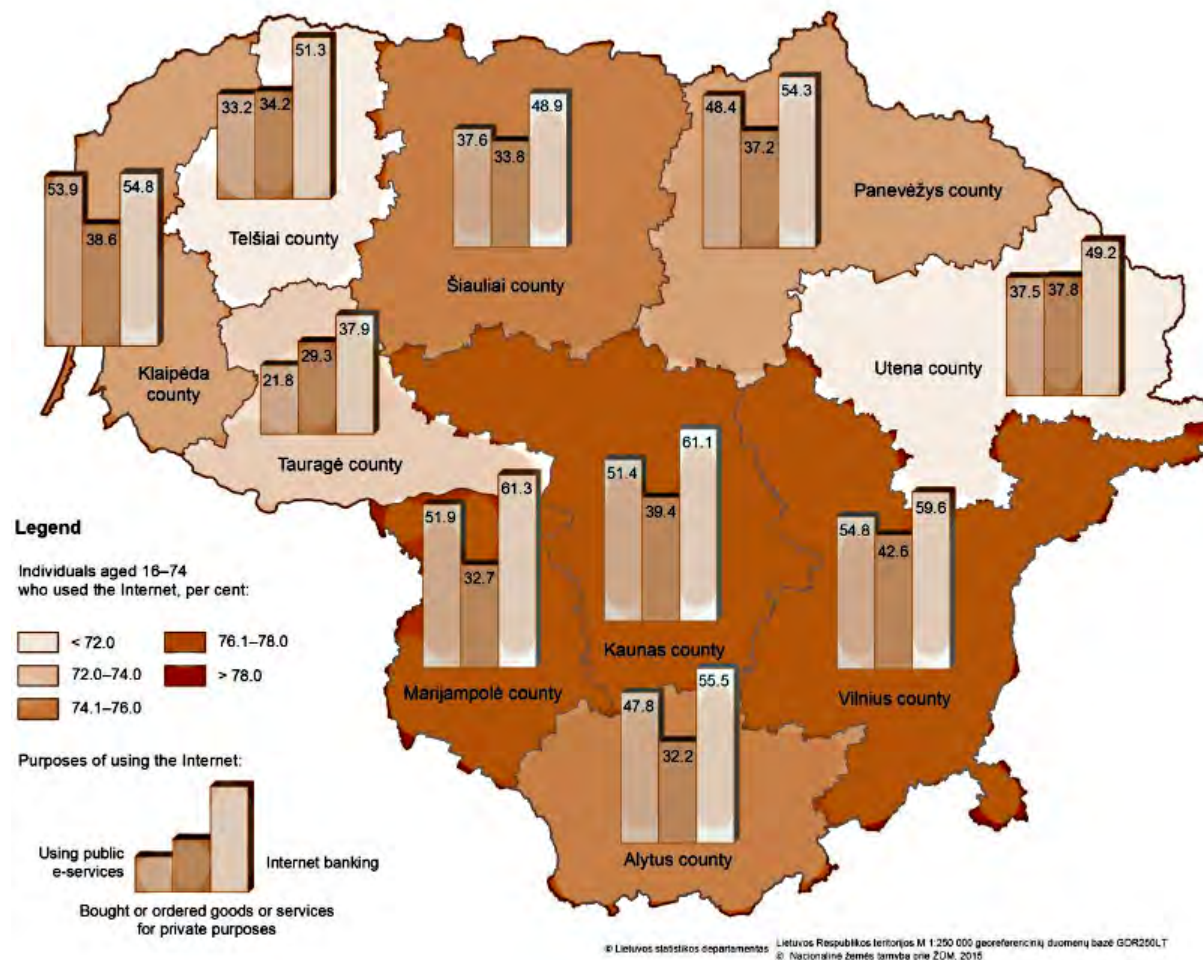 51.3
33.2
34.2
Telšiai county
48.9
37.6
33.8
Šiauliai county
54.3
48.4
37.2
Panevėžys county
53.9
54.8
38.6
Klaipėda
county
49.2
37.5
37.8
Utena county
37.9
29.3
21.8
Tauragė county
61.1
51.4
39.4
Kaunas county
61.3
51.9
32.7
Marijampolė county
59.6
54.8
42.6
Vilnius county
55.5
47.8
32.2
Alytus county
Legend
Individuals aged 16–74
who used the Internet, per cent:
< 72.0
76.1–78.0
72.0–74.0
> 78.0
74.1–76.0
Purposes of using the Internet:
Using public
e-services
Internet banking
Bought or ordered goods or services
for private purposes
© Lietuvos statistikos departamentas
Lietuvos Respublikos teritorijos M 1:250 000 georeferencinių duomenų bazė GDR250LT
© Nacionalinė žemės tarnyba prie ŽŪM, 2015